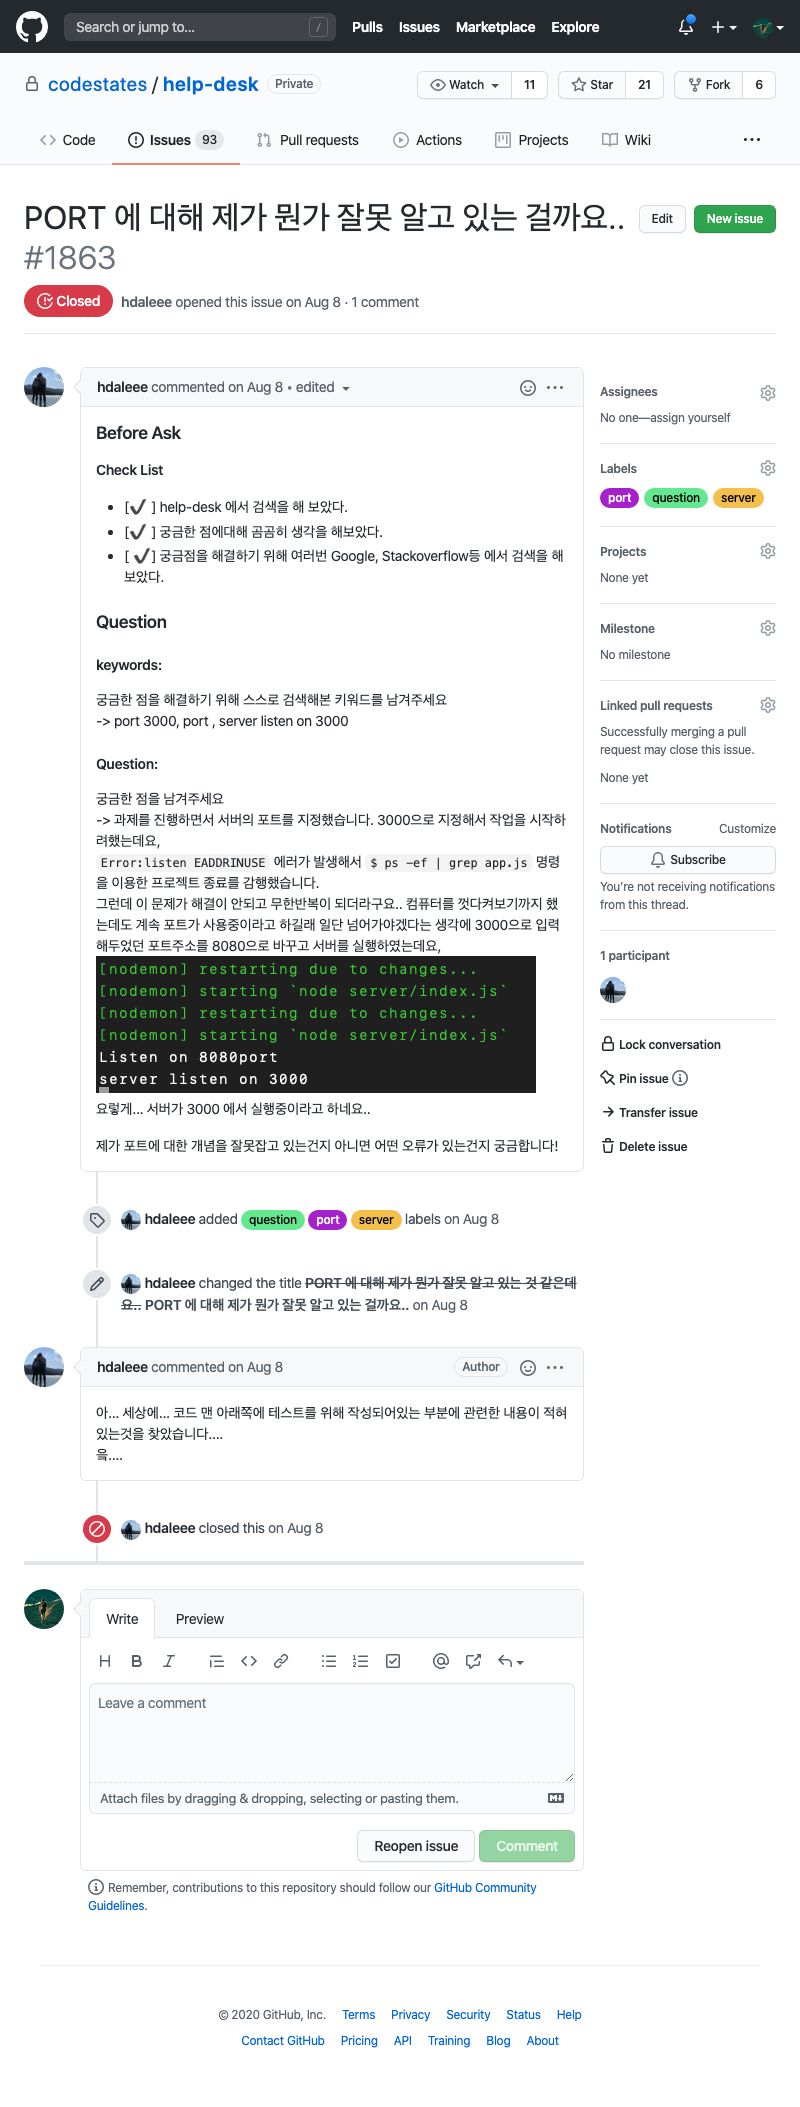 Search or jump to... /
Pulls Issues Marketplace Explore
codestates / help-desk Private
Watch 11 Star 21 Fork 6
Code Issues 93 Pull requests Actions Projects Wiki
PORT 에 대해 제가 뭔가 잘못 알고 있는 걸까요..
#1863
Edit New issue
Closed hdaleee opened this issue on Aug 8 · 1 comment
hdaleee commented on Aug 8 • edited
Before Ask
Check List
• [✔ ] help-desk 에서 검색을 해 보았다.
• [✔ ] 궁금한 점에대해 곰곰히 생각을 해보았다.
• [ ✔] 궁금점을 해결하기 위해 여러번 Google, Stackoverflow등 에서 검색을 해
보았다.
Question
keywords:
궁금한 점을 해결하기 위해 스스로 검색해본 키워드를 남겨주세요
-> port 3000, port , server listen on 3000
Question:
궁금한 점을 남겨주세요
-> 과제를 진행하면서 서버의 포트를 지정했습니다. 3000으로 지정해서 작업을 시작하
려했는데요,
Error:listen EADDRINUSE 에러가 발생해서 $ ps -ef | grep app.js 명령
을 이용한 프로젝트 종료를 감행했습니다.
그런데 이 문제가 해결이 안되고 무한반복이 되더라구요.. 컴퓨터를 껏다켜보기까지 했
는데도 계속 포트가 사용중이라고 하길래 일단 넘어가야겠다는 생각에 3000으로 입력
해두었던 포트주소를 8080으로 바꾸고 서버를 실행하였는데요,
[nodemon] restarting due to changes...
[nodemon] starting `node server/index.js`
[nodemon] restarting due to changes...
[nodemon] starting `node server/index.js`
Listen on 8080port
server listen on 3000
요렇게... 서버가 3000 에서 실행중이라고 하네요..
제가 포트에 대한 개념을 잘못잡고 있는건지 아니면 어떤 오류가 있는건지 궁금합니다!
Assignees
No one—assign yourself
Labels
port question server
Projects
None yet
Milestone
No milestone
Linked pull requests
Successfully merging a pull
request may close this issue.
None yet
Notifications Customize
Subscribe
You're not receiving notifications
from this thread.
1 participant
Lock conversation
Pin issue
Transfer issue
Delete issue
hdaleee added question port server labels on Aug 8
hdaleee changed the title PORT 에 대해 제가 뭔가 잘못 알고 있는 것 같은데
요.. PORT 에 대해 제가 뭔가 잘못 알고 있는 걸까요.. on Aug 8
hdaleee commented on Aug 8 Author
아... 세상에... 코드 맨 아래쪽에 테스트를 위해 작성되어있는 부분에 관련한 내용이 적혀
있는것을 찾았습니다....
hdaleee closed this on Aug 8
Write Preview
H B I
Leave a comment
Attach files by dragging & dropping, selecting or pasting them.
Reopen issue Comment
Remember, contributions to this repository should follow our GitHub Community
Guidelines.
© 2020 GitHub, Inc. Terms Privacy Security Status Help
Contact GitHub Pricing API Training Blog About